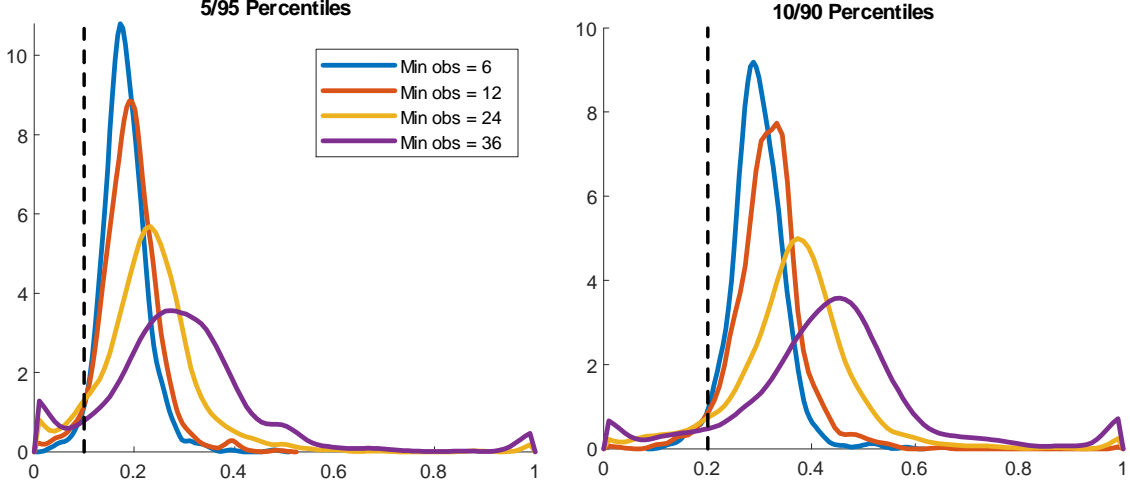 5/95 Percentiles
10
8
6
4
2
0
0 0.2 0.4 0.6 0.8 1
Min obs = 6
Min obs = 12
Min obs = 24
Min obs = 36
10/90 Percentiles
10
8
6
4
2
0
0 0.2 0.4 0.6 0.8 1